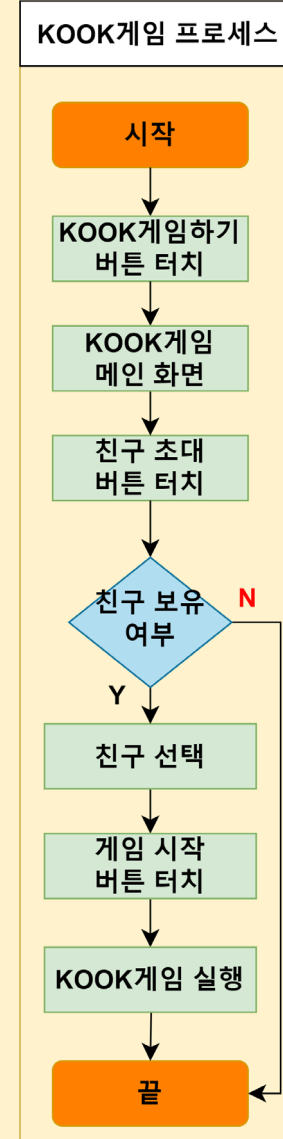 KOOK게임 프로세스
시작
KOOK게임하기
버튼 터치
KOOK게임
메인 화면
친구 초대
버튼 터치
친구 보유
여부
N
Y
친구 선택
게임 시작
버튼 터치
KOOK게임 실행
끝